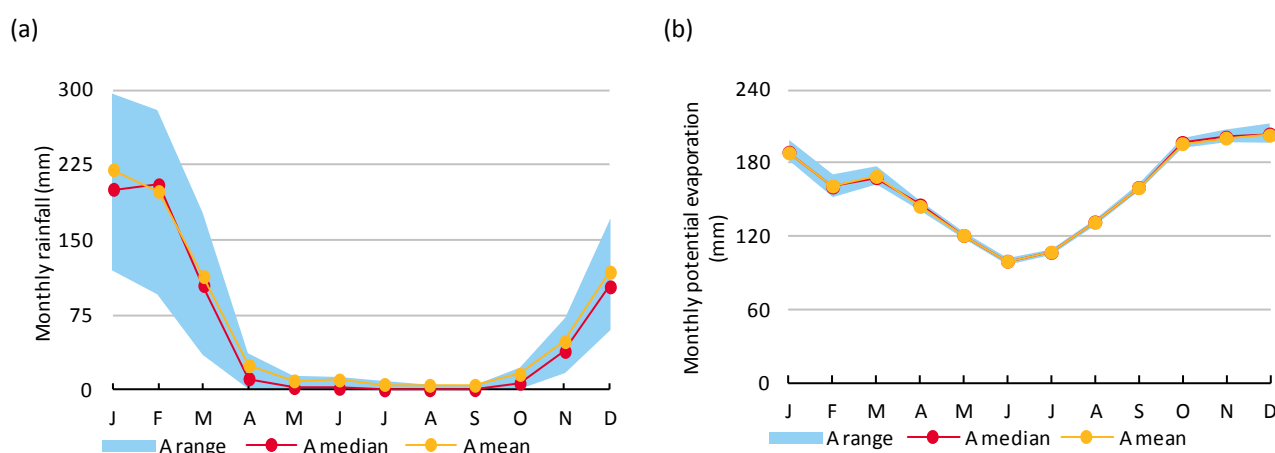 (a)
Monthly rainfall (mm)
300
225
150
75
0
J F M A M J J A S O N D
A range A median A mean
(b)
Monthly potential evaporation
(mm)
240
180
120
60
0
J F M A M J J A S O N D
A range A median A mean